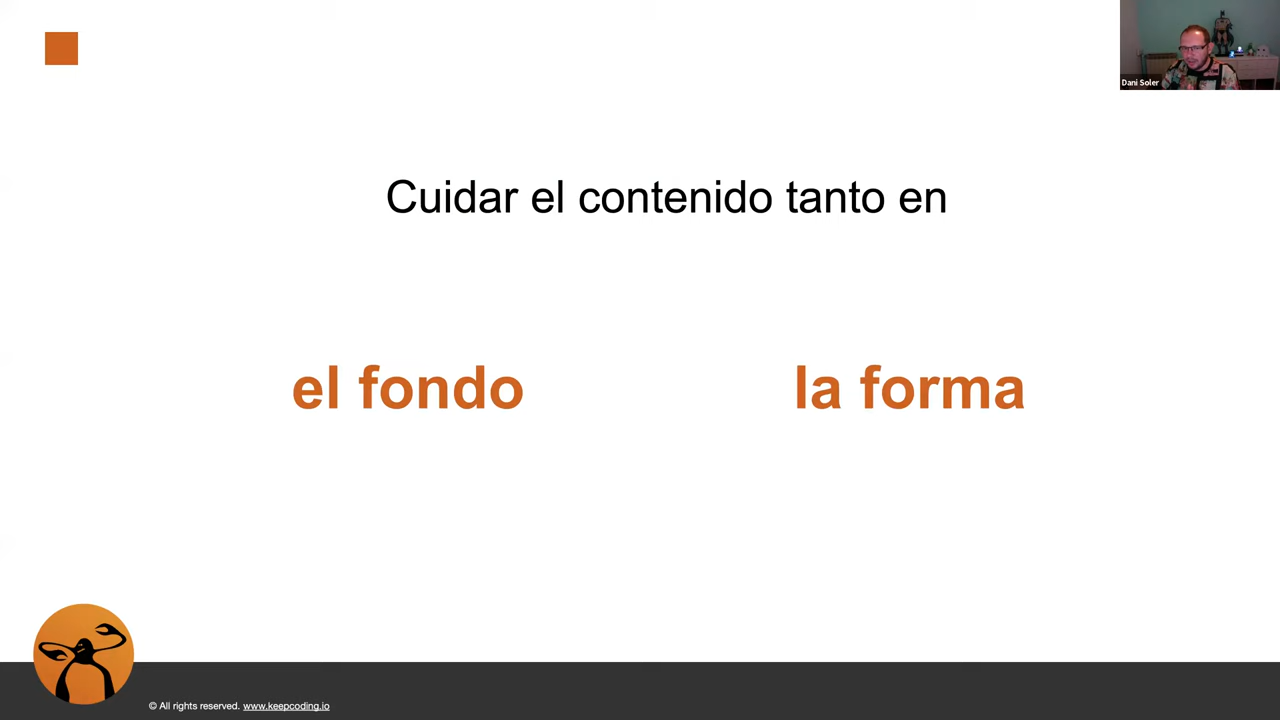 Dani Soler
Cuidar el contenido tanto en
el fondo
la forma
© All rights reserved. www.keepcoding.io